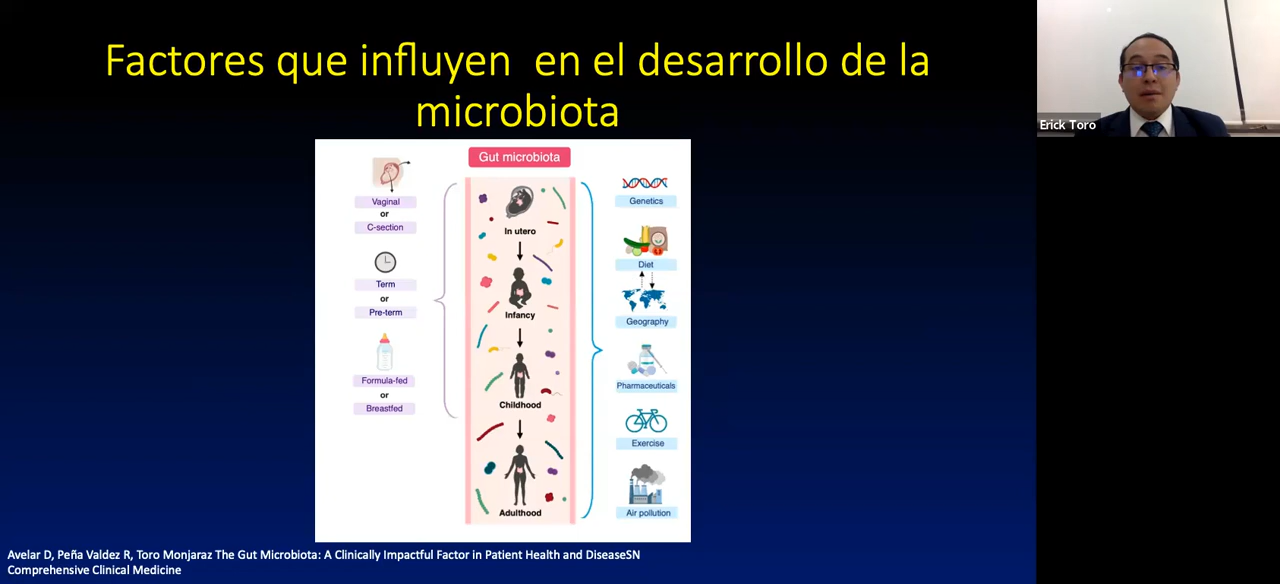 Factores que influyen en el desarrollo de la
microbiota
Erick Toro
Gut microbiota
Vaginal
or
C-section
Term
or
Pre-term
Formula-fed
or
Breastfed
In utero
Infancy
Childhood
Adulthood
Genetics
Diet
Geography
Pharmaceuticals
Exercise
Air pollution
Avelar D, Peña Valdez R, Toro Monjaraz The Gut Microbiota: A Clinically Impactful Factor in Patient Health and DiseaseSN
Comprehensive Clinical Medicine